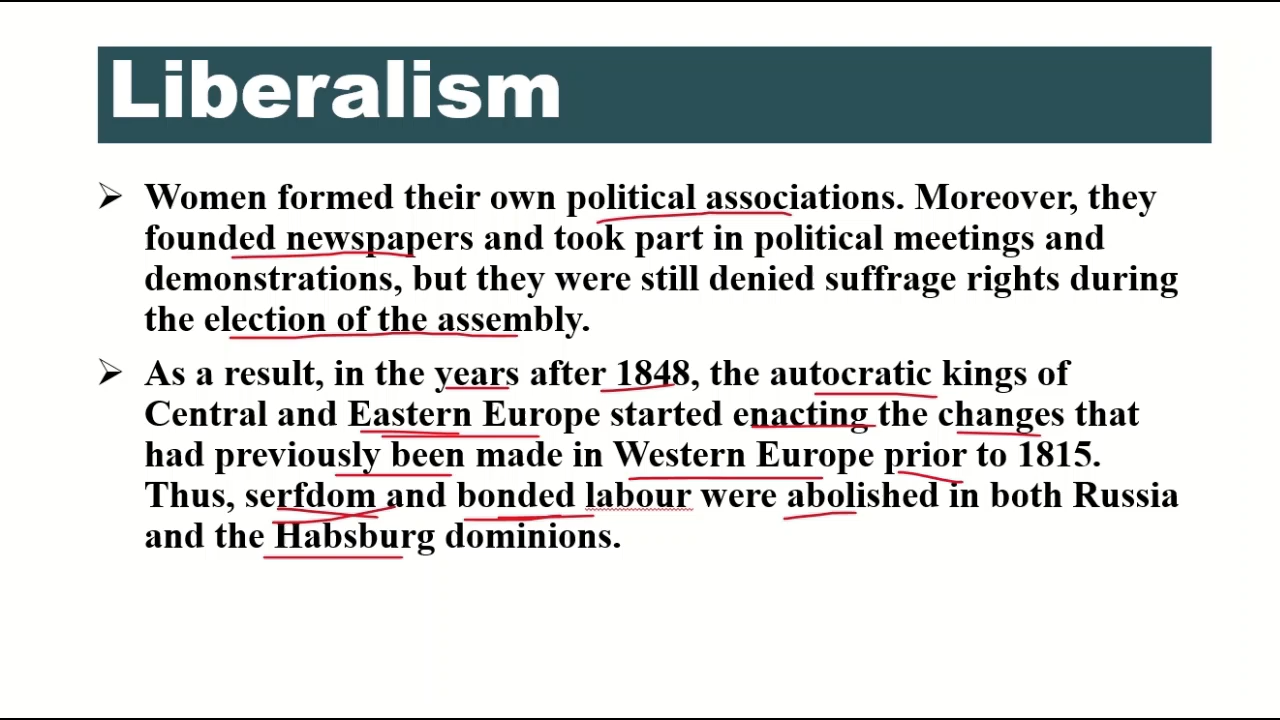 Liberalism
➢ Women formed their own political associations. Moreover, they
founded newspapers and took part in political meetings and
demonstrations, but they were still denied suffrage rights during
the election of the assembly.
➢ As a result, in the years after 1848, the autocratic kings of
Central and Eastern Europe started enacting the changes that
had previously been made in Western Europe prior to 1815.
Thus, serfdom and bonded labour were abolished in both Russia
and the Habsburg dominions.